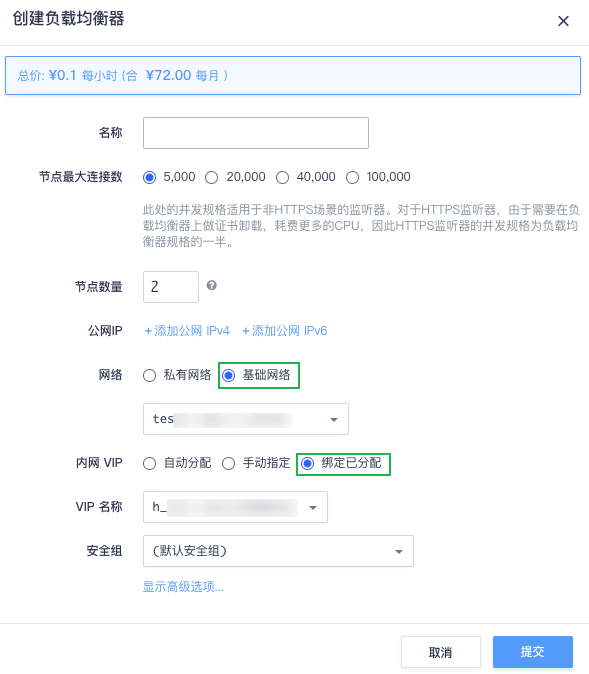 创建负载均衡器
总价: ¥0.1 每小时 (合 ¥72.00 每月 )
名称
节点最大连接数 5,000 20,000 40,000 100,000
此处的并发规格适用于非HTTPS场景的监听器。对于HTTPS监听器，由于需要在负
载均衡器上做证书卸载，耗费更多的CPU，因此HTTPS监听器的并发规格为负载均
衡器规格的一半。
节点数量 2
公网IP +添加公网 IPv4 +添加公网 IPv6
网络 私有网络 基础网络
tes
内网 VIP 自动分配 手动指定 绑定已分配
VIP 名称 h_
安全组 (默认安全组)
显示高级选项...
取消 提交